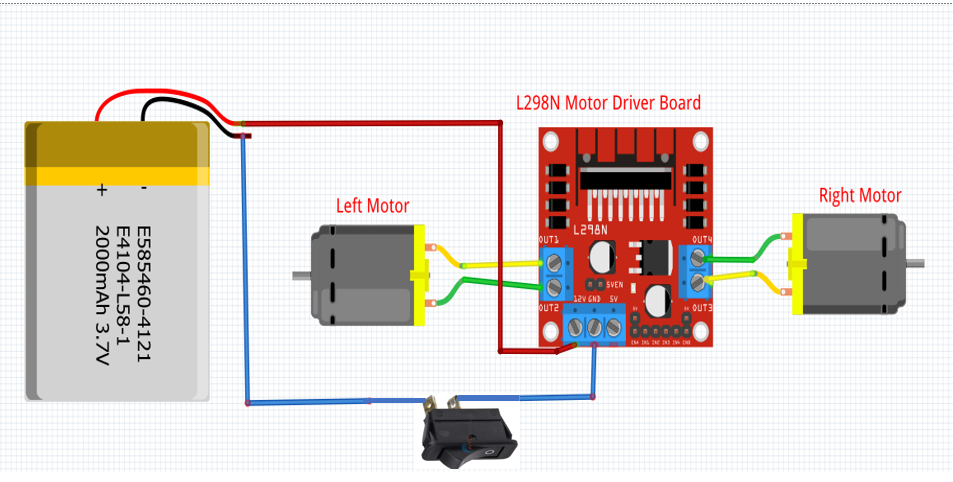 L298N Motor Driver Board
Left Motor
Right Motor
+
-
E585460-4121
E4104-L58-1
2000mAh 3.7V
L298N
OUT1
OUT2
OUT4
OUT3
5VEN
12V GND 5V